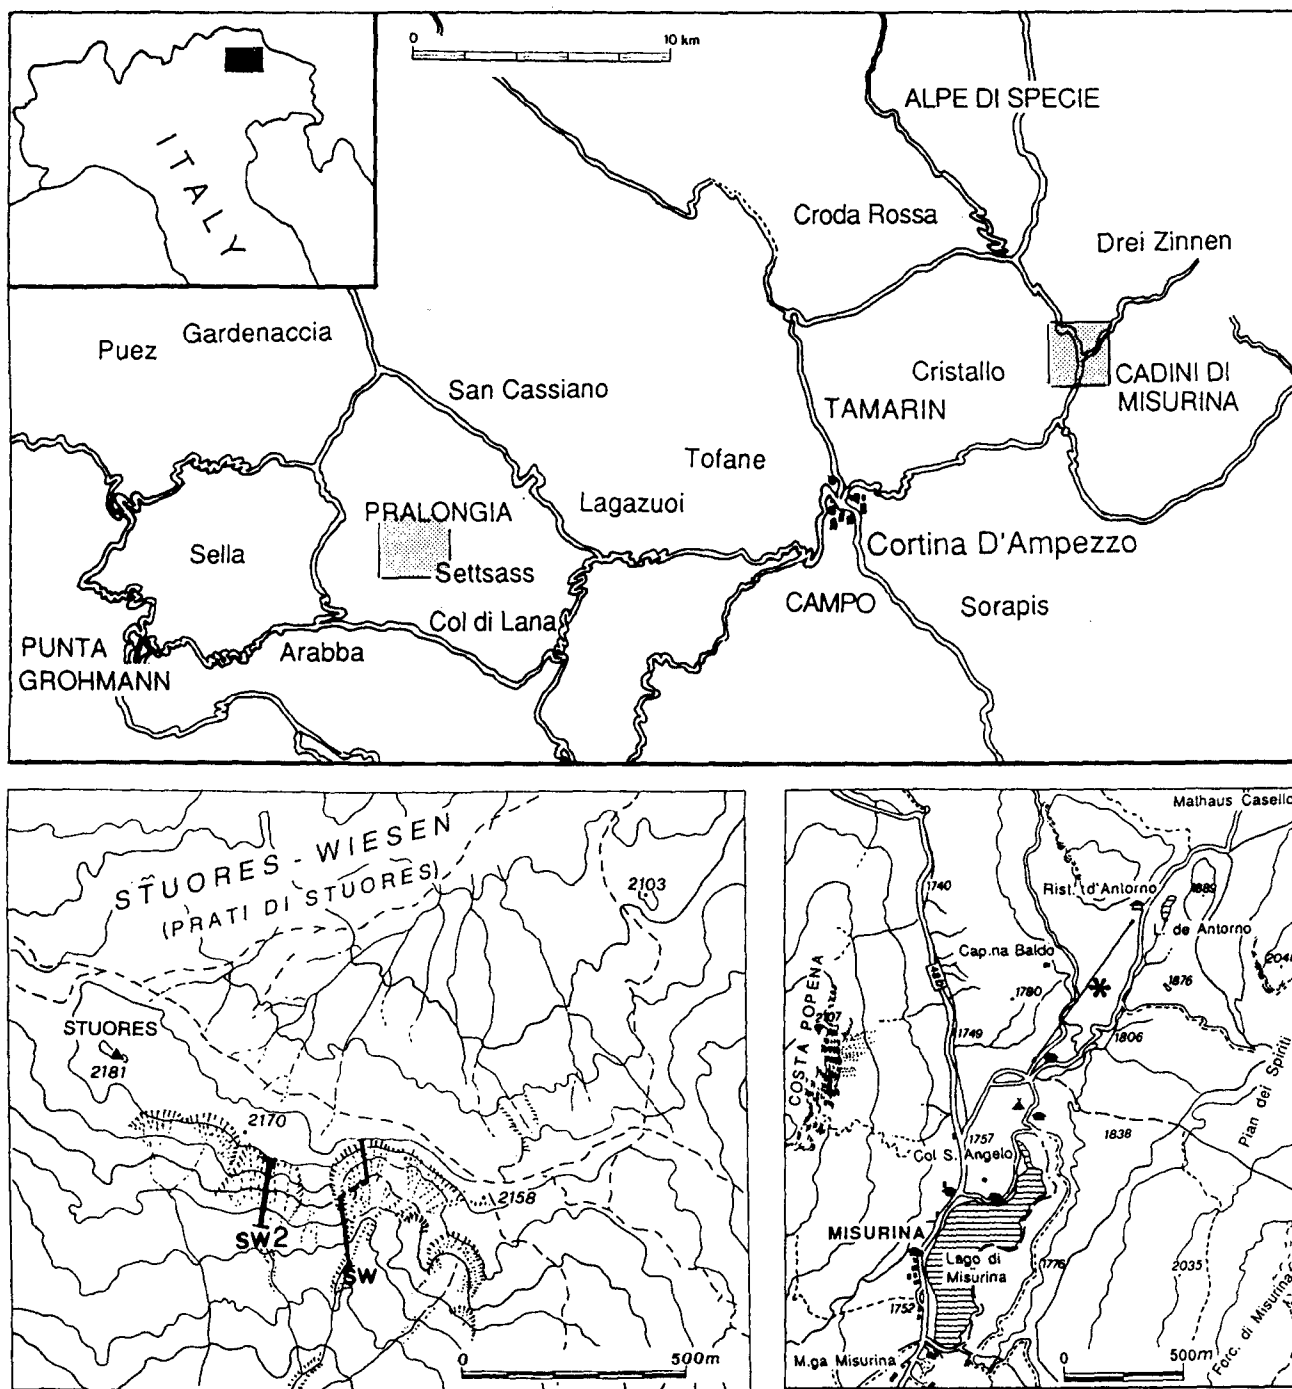 0 10 km
ITALY
ALPE DI SPECIE
Croda Rossa
Drei Zinnen
Puez
Gardenaccia
San Cassiano
Cristallo
CADINI DI
MISURINA
TAMARIN
Tofane
Lagazuoi
PRALONGIA
Sella
Settsass
Cortina D'Ampezzo
CAMPO
Sorapis
Col di Lana
Arabba
PUNTA
GROHMANN
STUORES - WIESEN
(PRATI DI STUORES)
2103
STUORES
2181
2170
2158
SW2
SW
0 500m
Mathaus Casello
1740
Rist. d'Antorno
1889
L. de Antorno
Cap.na Baldo
48b
1780
1876
COSTA POPENA
2107
1749
1806
Pian dei Spiriti
1757
1838
Col S. Angelo
MISURINA
Lago di
Misurina
1776
2035
1752
Forc. di Misurina
M.ga Misurina
0 500m